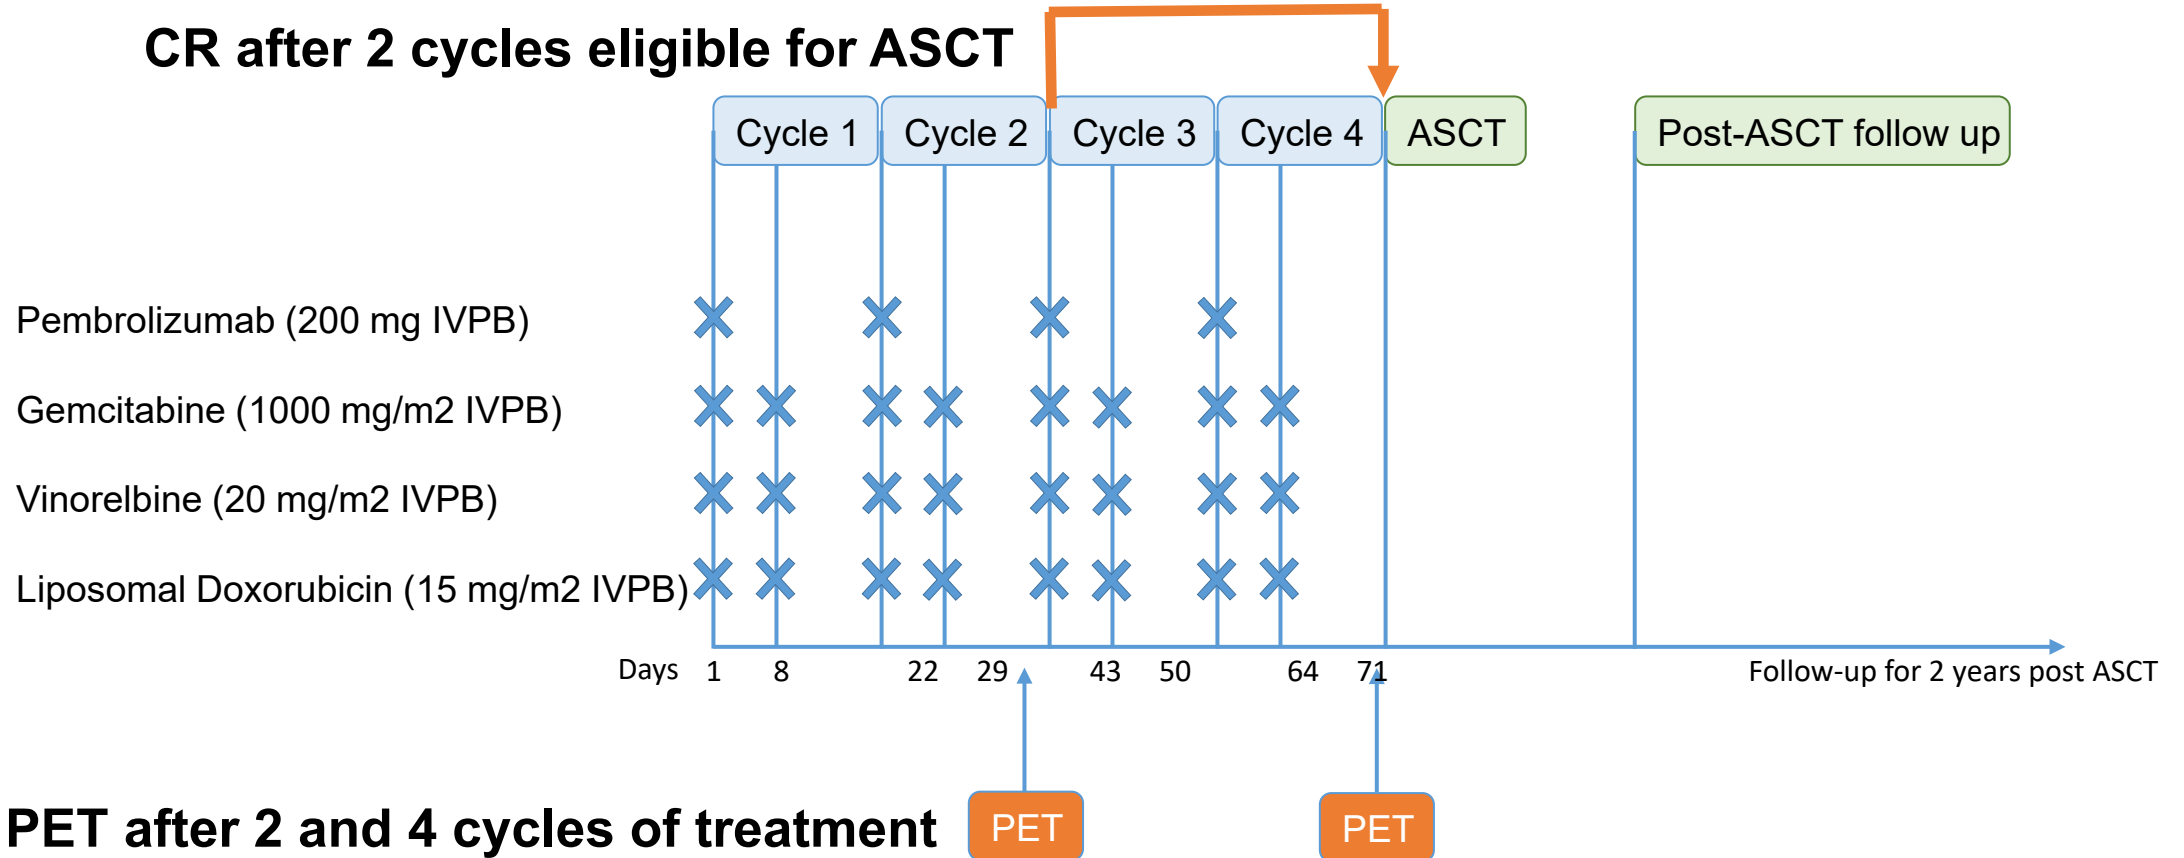 CR after 2 cycles eligible for ASCT
Cycle 1 Cycle 2 Cycle 3 Cycle 4 ASCT Post-ASCT follow up
Pembrolizumab (200 mg IVPB)
Gemcitabine (1000 mg/m2 IVPB)
Vinorelbine (20 mg/m2 IVPB)
Liposomal Doxorubicin (15 mg/m2 IVPB)
Days 1 8 22 29 43 50 64 71 Follow-up for 2 years post ASCT
PET after 2 and 4 cycles of treatment PET PET